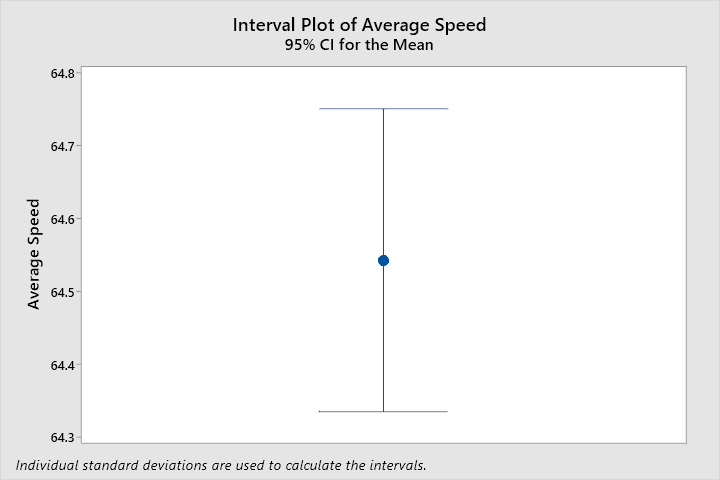 Interval Plot of Average Speed
95% CI for the Mean
64.8
64.7
64.6
64.5
64.4
64.3
Average Speed
Individual standard deviations are used to calculate the intervals.